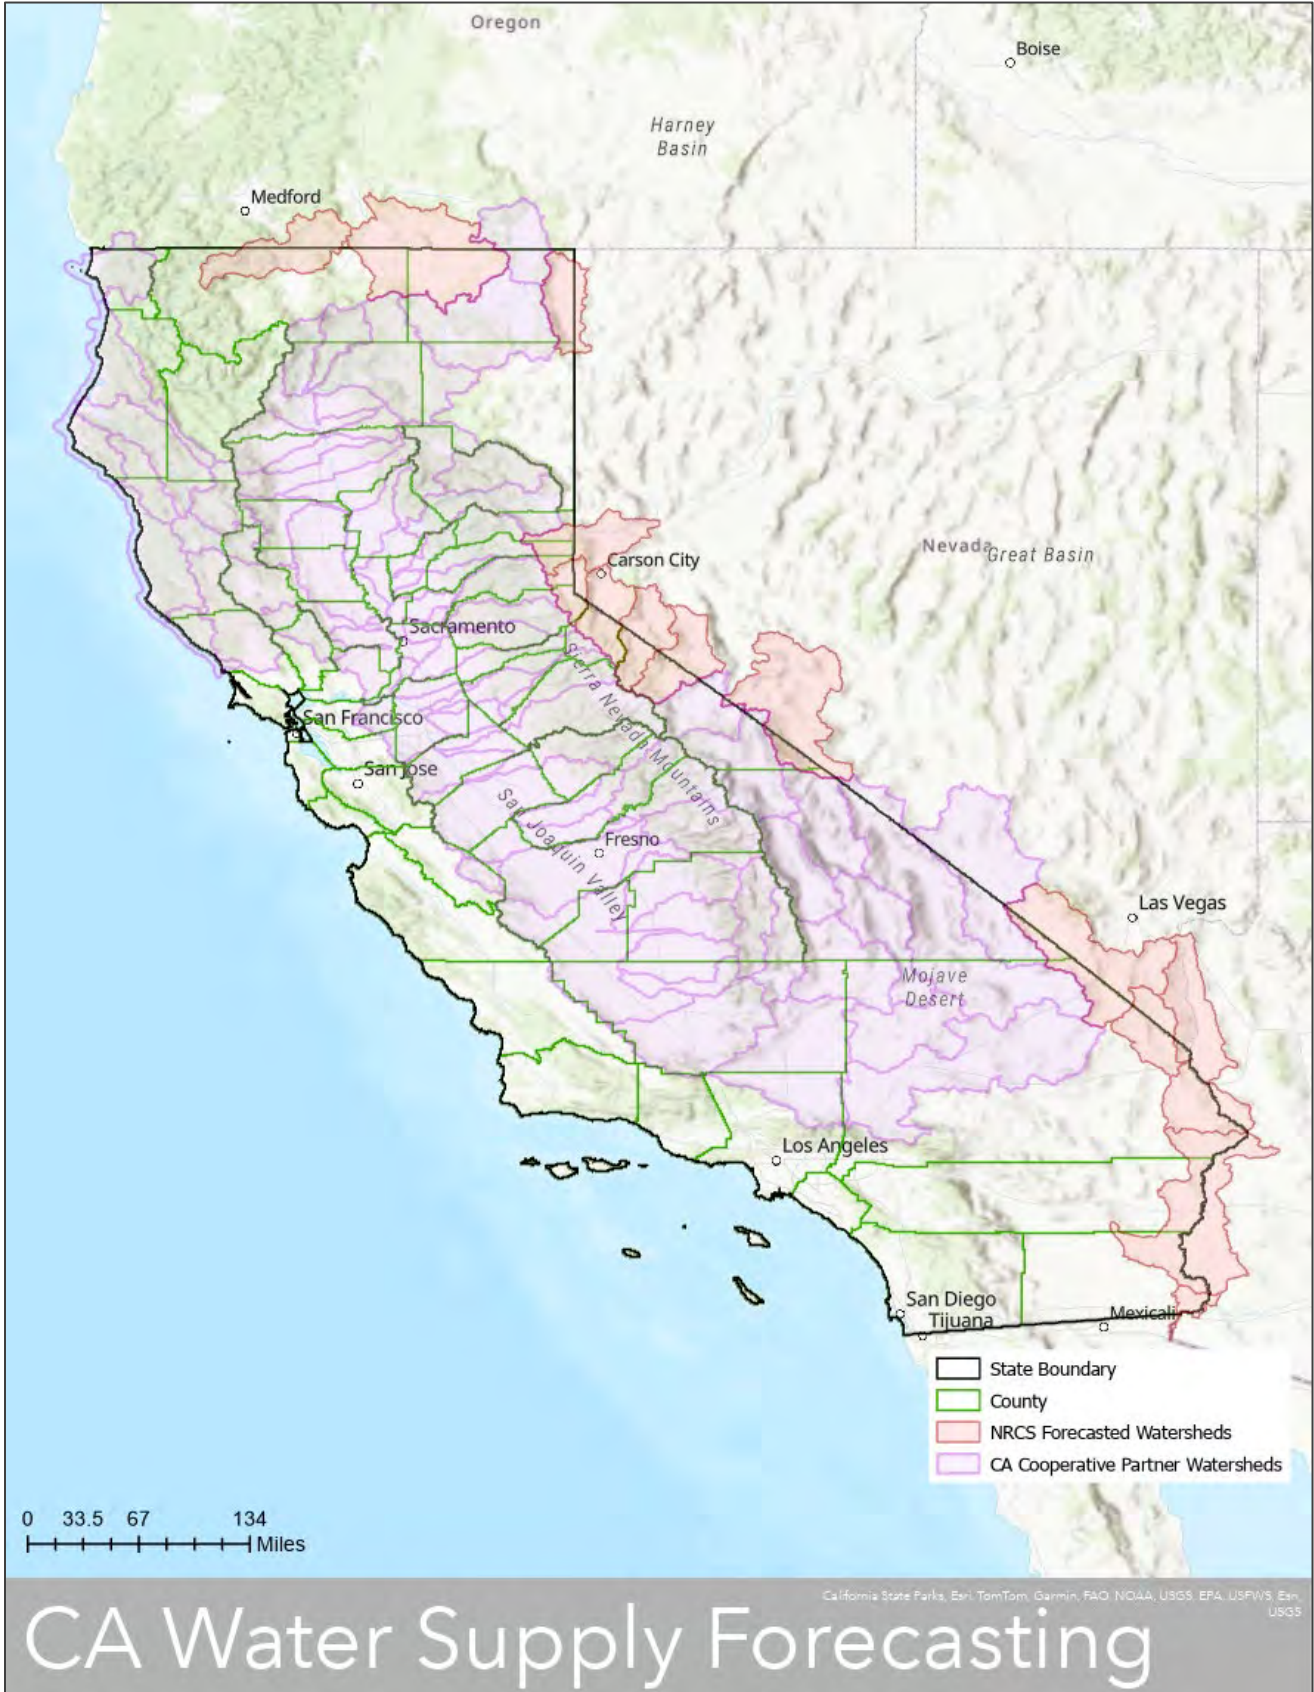 Oregon
Boise
Harney
Basin
Medford
Nevada
Great Basin
Carson City
Sacramento
Sierra Nevada Mountains
San Francisco
San Jose
San Joaquin Valley
Fresno
Las Vegas
Mojave
Desert
Los Angeles
San Diego
Tijuana
Mexicali
State Boundary
County
NRCS Forecasted Watersheds
CA Cooperative Partner Watersheds
0 33.5 67 134
Miles
California State Parks, Esri, TomTom, Garmin, FAO, NOAA, USGS, EPA, USFWS, Esri,
USGS
CA Water Supply Forecasting